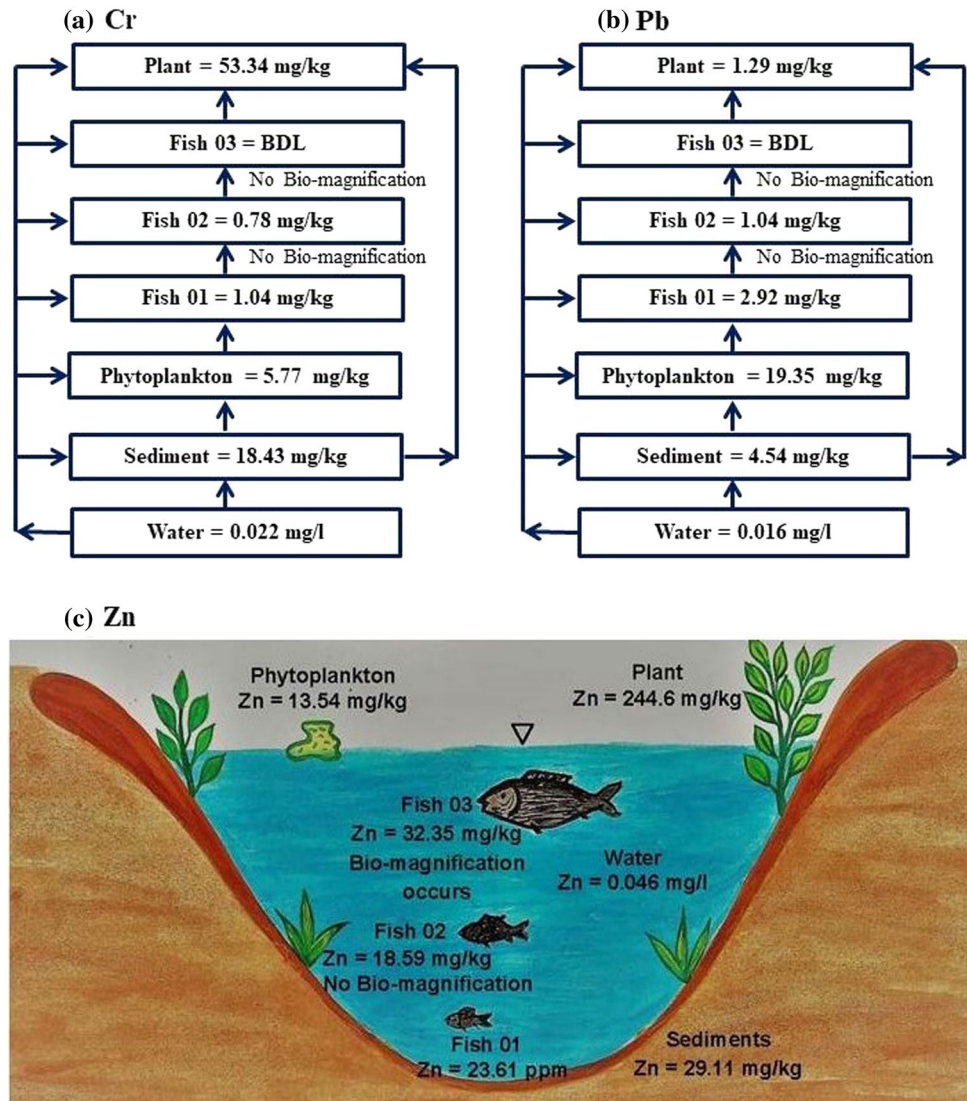 (a) Cr
Plant = 53.34 mg/kg
Fish 03 = BDL
No Bio-magnification
Fish 02 = 0.78 mg/kg
No Bio-magnification
Fish 01 = 1.04 mg/kg
Phytoplankton = 5.77 mg/kg
Sediment = 18.43 mg/kg
Water = 0.022 mg/l
(b) Pb
Plant = 1.29 mg/kg
Fish 03 = BDL
No Bio-magnification
Fish 02 = 1.04 mg/kg
No Bio-magnification
Fish 01 = 2.92 mg/kg
Phytoplankton = 19.35 mg/kg
Sediment = 4.54 mg/kg
Water = 0.016 mg/l
(c) Zn
Phytoplankton
Zn = 13.54 mg/kg
Plant
Zn = 244.6 mg/kg
Fish 03
Zn = 32.35 mg/kg
Bio-magnification
occurs
Water
Zn = 0.046 mg/l
Fish 02
Zn = 18.59 mg/kg
No Bio-magnification
Fish 01
Zn = 23.61 ppm
Sediments
Zn = 29.11 mg/kg